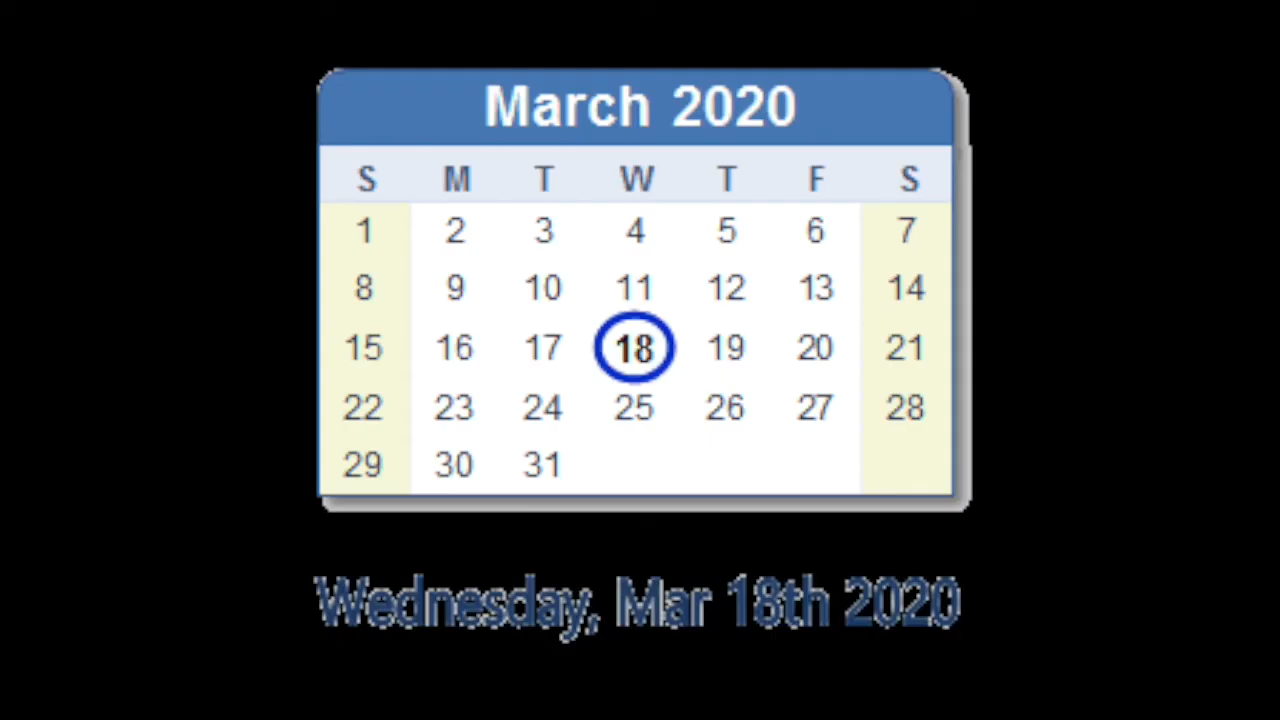 March 2020
S M T W T F S
1 2 3 4 5 6 7
8 9 10 11 12 13 14
15 16 17 18 19 20 21
22 23 24 25 26 27 28
29 30 31
Wednesday, Mar 18th 2020